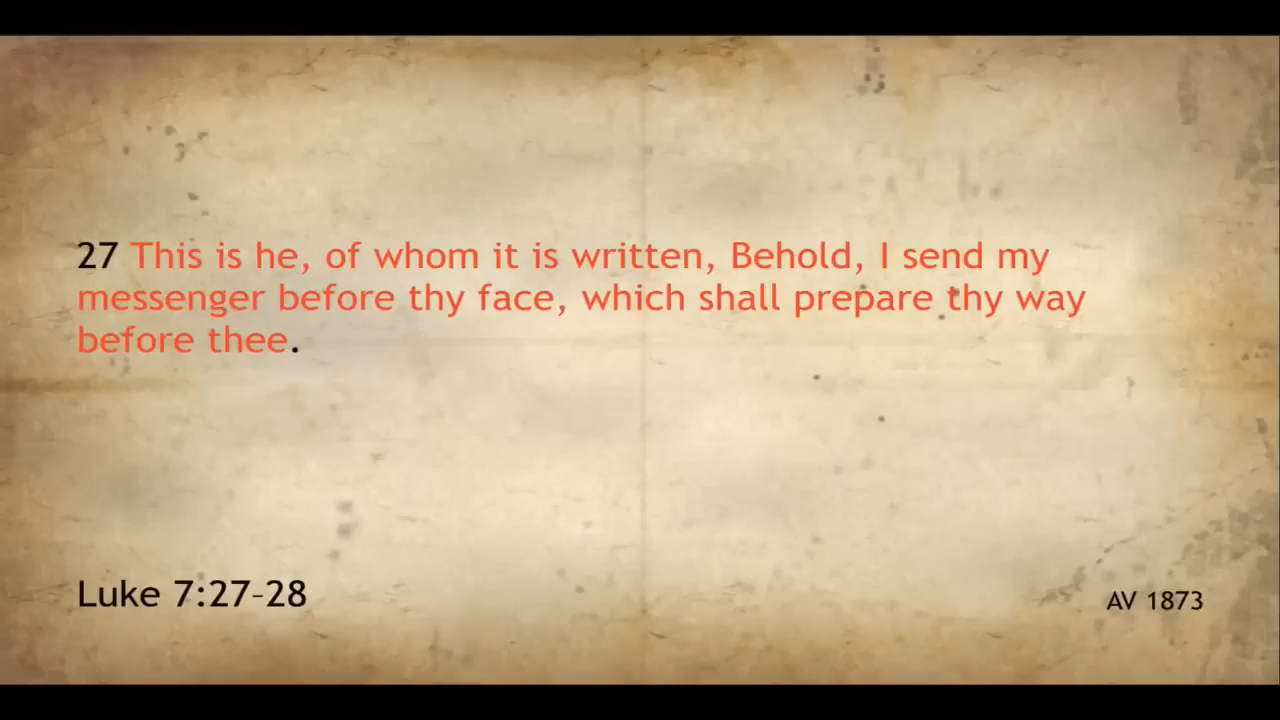 27 This is he, of whom it is written, Behold, I send my
messenger before thy face, which shall prepare thy way
before thee.
Luke 7:27–28
AV 1873